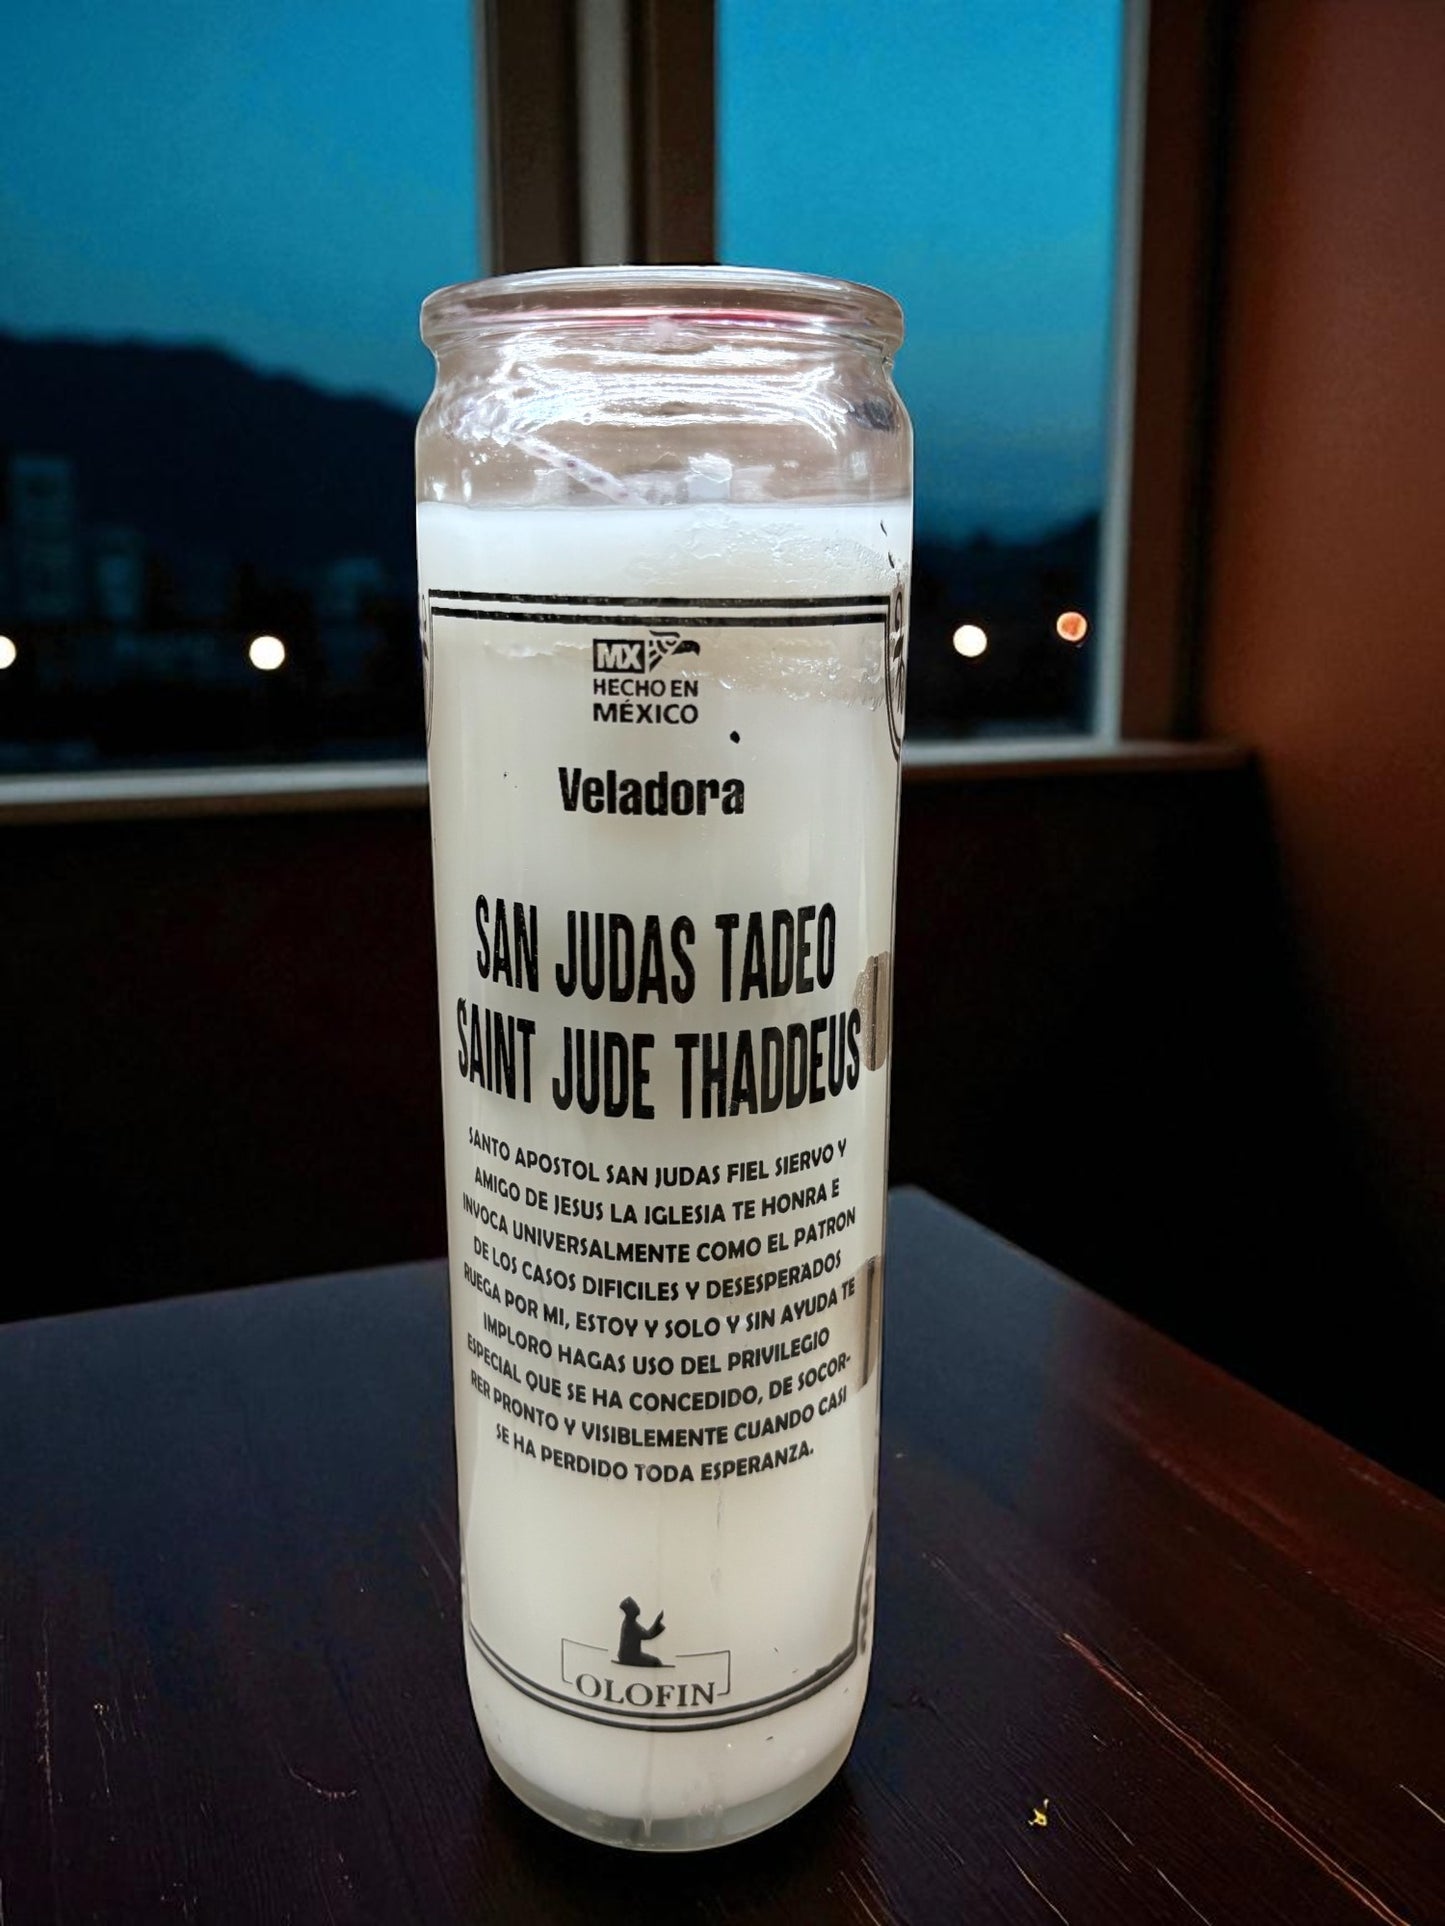 MX
HECHO EN
MÉXICO
Veladora
SAN JUDAS TADEO
SAINT JUDE THADDEUS
SANTO APOSTOL SAN JUDAS FIEL SIERVO Y
AMIGO DE JESUS LA IGLESIA TE HONRA E
INVOCA UNIVERSALMENTE COMO EL PATRON
DE LOS CASOS DIFICILES Y DESESPERADOS
RUEGA POR MI, ESTOY Y SOLO Y SIN AYUDA TE
IMPLORO HAGAS USO DEL PRIVILEGIO
ESPECIAL QUE SE HA CONCEDIDO, DE SOCOR-
RER PRONTO Y VISIBLEMENTE CUANDO CASI
SE HA PERDIDO TODA ESPERANZA.
OLOFIN